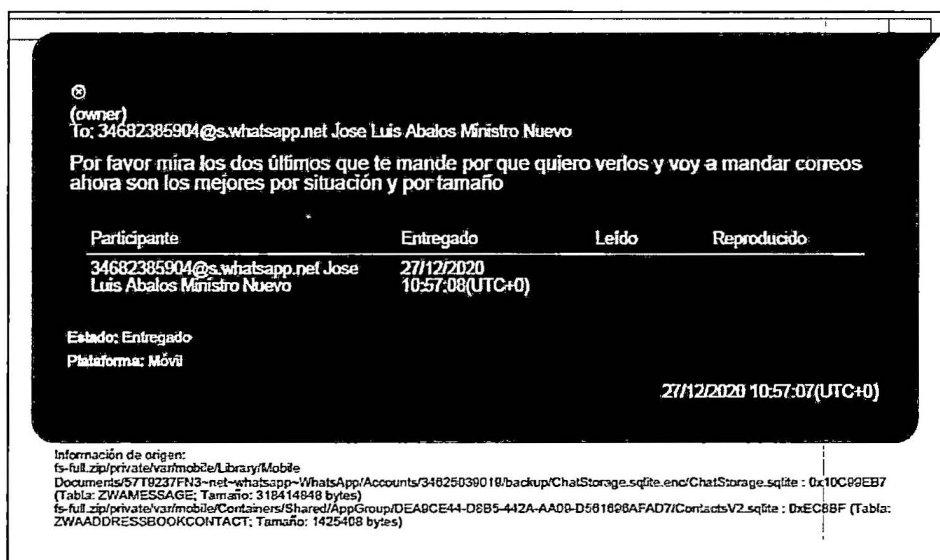 (owner)
To: 34682385904@s.whatsapp.net Jose Luis Abalos Ministro Nuevo
Por favor mira los dos últimos que te mande por que quiero verlos y voy a mandar correos
ahora son los mejores por situación y por tamaño
Participante Entregado Leído Reproducido
34682385904@s.whatsapp.net Jose 27/12/2020
Luis Abalos Ministro Nuevo 10:57:08(UTC+0)
Estado: Entregado
Plataforma: Móvil
27/12/2020 10:57:07(UTC+0)
Información de origen:
fs-full.zip/private/var/mobile/Library/Mobile
Documents/57T9237FN3~net~whatsapp~WhatsApp/Accounts/34625039019/backup/ChatStorage.sqlite.enc/ChatStorage.sqlite : 0x10C99EB7
(Tabla: ZWAMESSAGE; Tamaño: 318414848 bytes)
fs-full.zip/private/var/mobile/Containers/Shared/AppGroup/DEA9CE44-D8B5-442A-AA09-D561696AFAD7/ContactsV2.sqlite : 0xEC8BF (Tabla:
ZWAADDRESSBOOKCONTACT; Tamaño: 1425408 bytes)